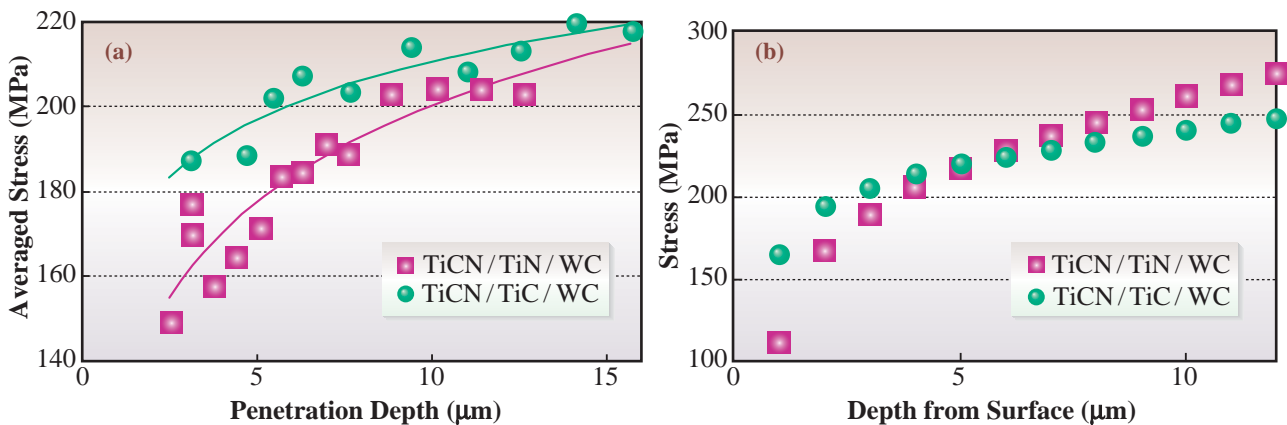 (a)
Averaged Stress (MPa)
220
200
180
160
140
0
5
10
15
Penetration Depth (μm)
TiCN/TiN/WC
TiCN/TiC/WC
(b)
Stress (MPa)
300
250
200
150
100
0
5
10
Depth from Surface (μm)
TiCN/TiN/WC
TiCN/TiC/WC